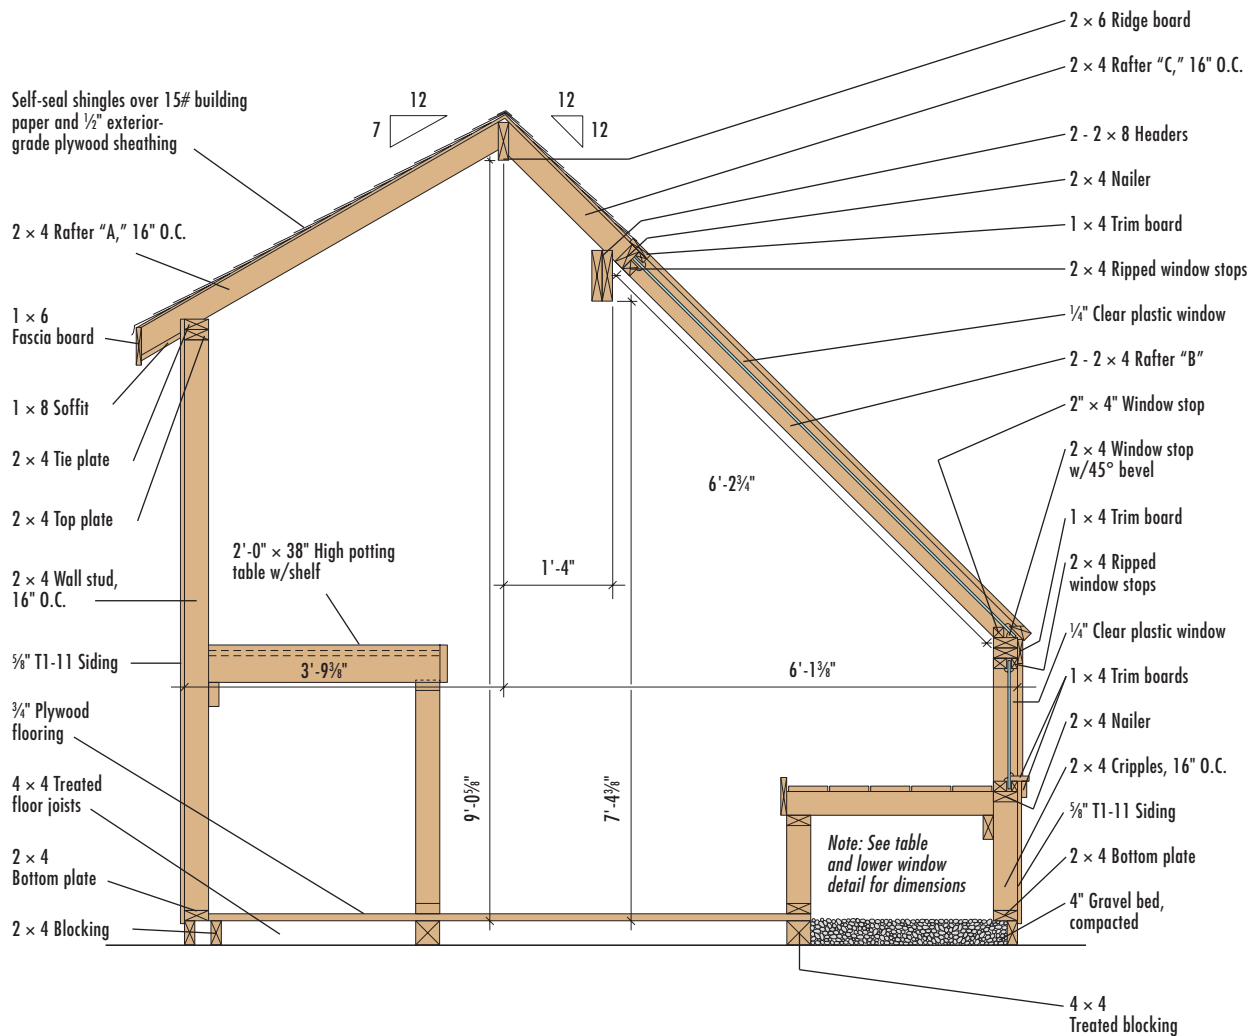 2 × 6 Ridge board
2 × 4 Rafter “C,” 16" O.C.
Self-seal shingles over 15# building
paper and ½" exterior-
grade plywood sheathing
12
7
12
12
2 - 2 × 8 Headers
2 × 4 Nailer
1 × 4 Trim board
2 × 4 Rafter “A,” 16" O.C.
2 × 4 Ripped window stops
1 × 6
Fascia board
¼" Clear plastic window
2 - 2 × 4 Rafter “B”
1 × 8 Soffit
2" × 4" Window stop
2 × 4 Tie plate
2 × 4 Window stop
w/45° bevel
6'-2¾"
2 × 4 Top plate
1 × 4 Trim board
2'-0" × 38" High potting
table w/shelf
1'-4"
2 × 4 Ripped
window stops
2 × 4 Wall stud,
16" O.C.
¼" Clear plastic window
⅝" T1-11 Siding
3'-9⅜"
6'-1⅜"
1 × 4 Trim boards
¾" Plywood
flooring
2 × 4 Nailer
4 × 4 Treated
floor joists
9'-0⅝"
7'-4⅜"
2 × 4 Cripples, 16" O.C.
⅝" T1-11 Siding
Note: See table
and lower window
detail for dimensions
2 × 4
Bottom plate
2 × 4 Bottom plate
2 × 4 Blocking
4" Gravel bed,
compacted
4 × 4
Treated blocking